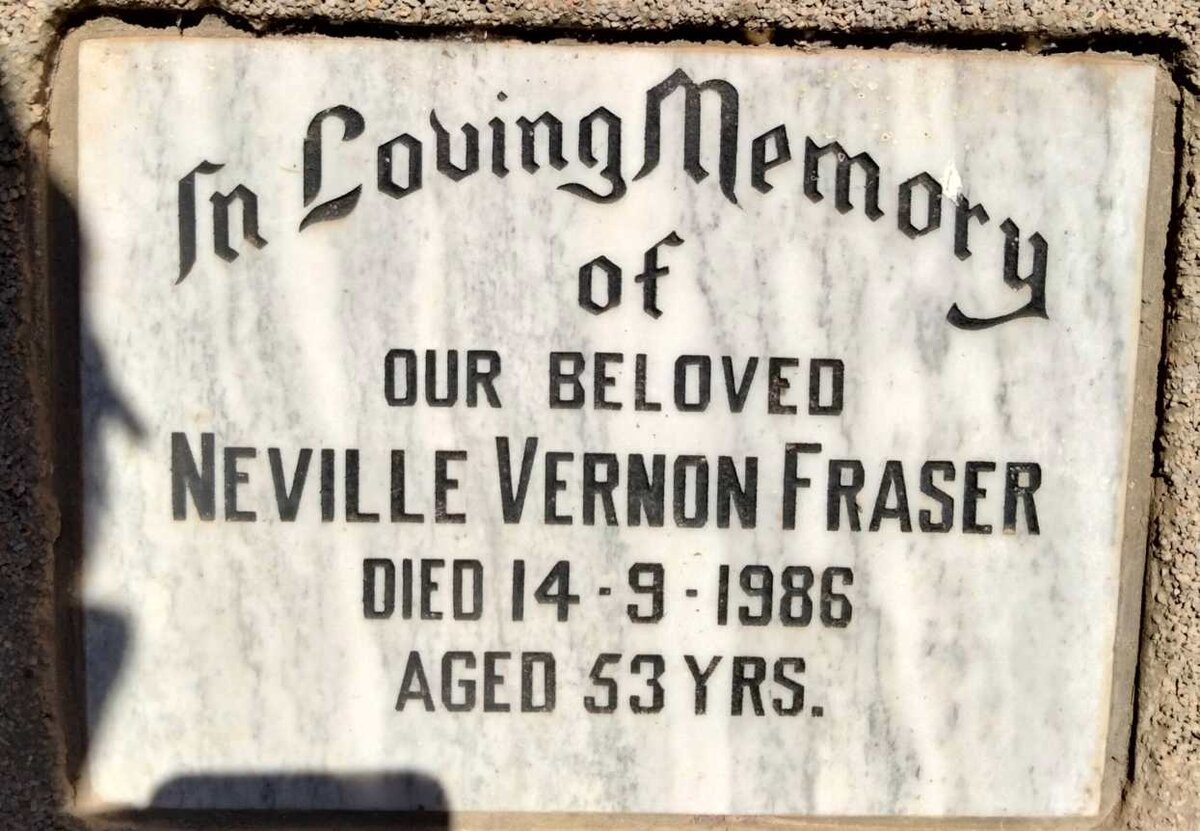 In Loving Memory
of
OUR BELOVED
NEVILLE VERNON FRASER
DIED 14-9-1986
AGED 53 YRS.